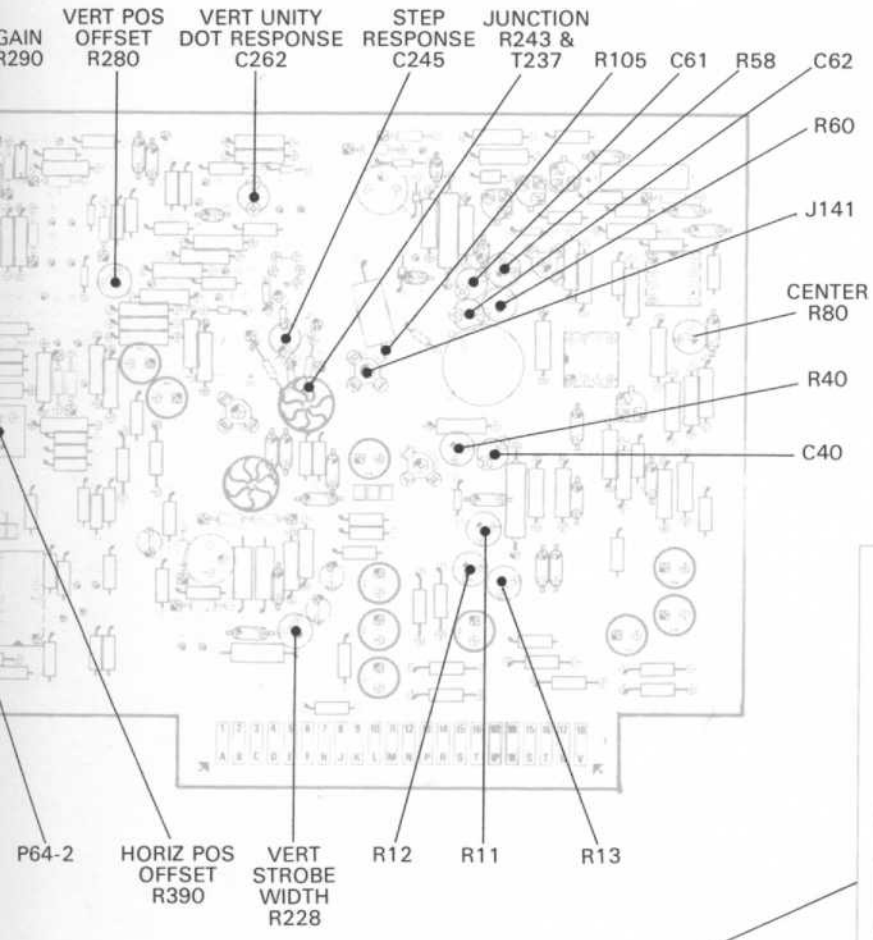 GAIN
R290
VERT POS
OFFSET
R280
VERT UNITY
DOT RESPONSE
C262
STEP
RESPONSE
C245
JUNCTION
R243 &
T237
R105
C61
R58
C62
R60
J141
CENTER
R80
R40
C40
P64-2
HORIZ POS
OFFSET
R390
VERT
STROBE
WIDTH
R228
R12
R11
R13